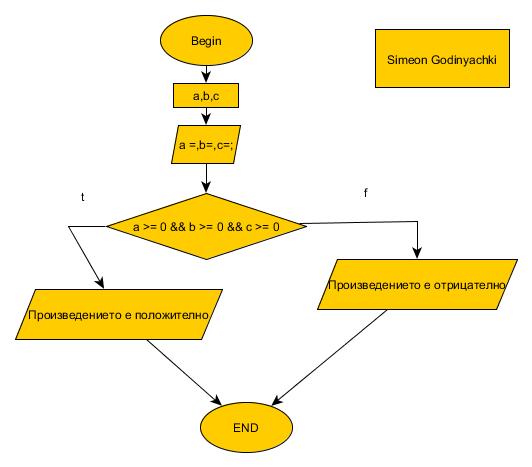 Begin
Simeon Godinyachki
a,b,c
a =,b=,c=;
t
f
a >= 0 && b >= 0 && c >= 0
Произведението е отрицателно
Произведението е положително
END